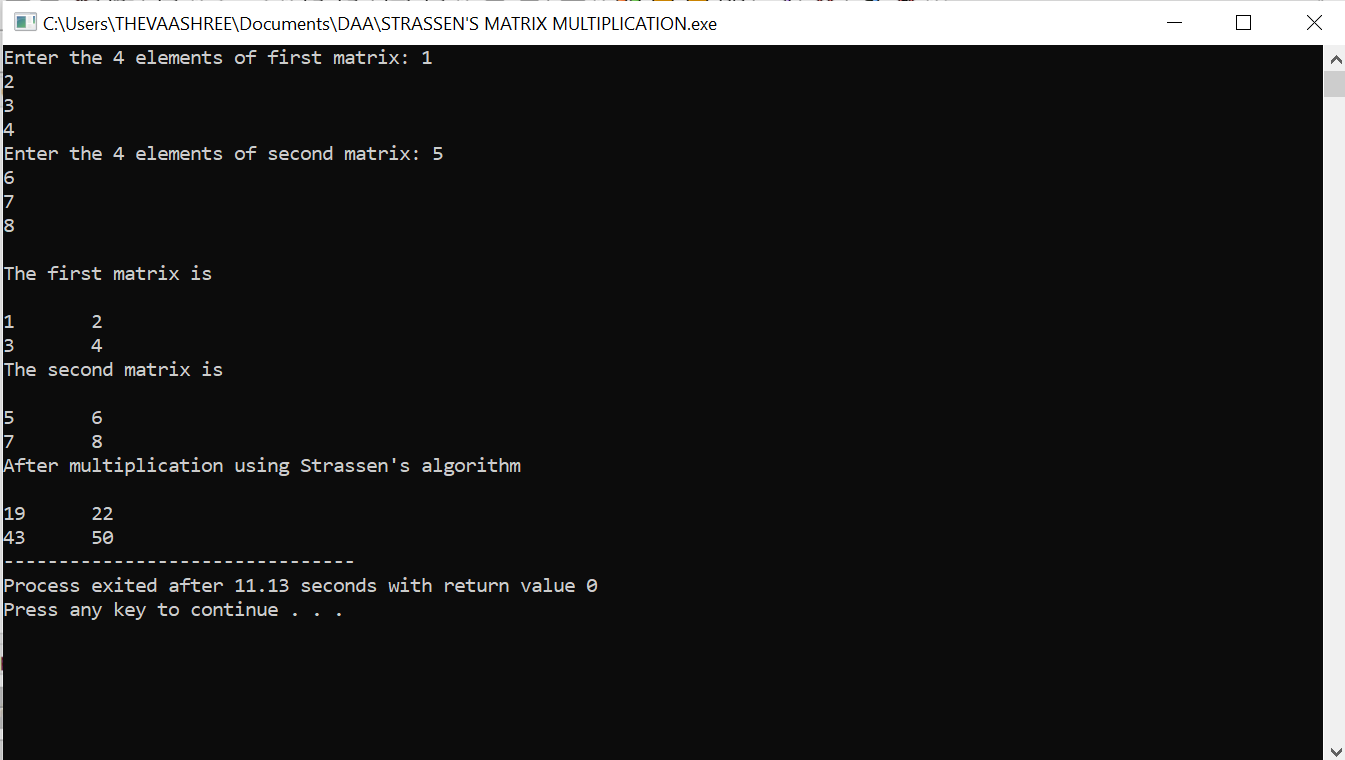 C:\Users\THEVAASHREE\Documents\DAA\STRASSEN'S MATRIX MULTIPLICATION.exe
Enter the 4 elements of first matrix: 1
2
3
4
Enter the 4 elements of second matrix: 5
6
7
8
The first matrix is
1 2
3 4
The second matrix is
5 6
7 8
After multiplication using Strassen's algorithm
19 22
43 50
--------------------------------
Process exited after 11.13 seconds with return value 0
Press any key to continue . . .